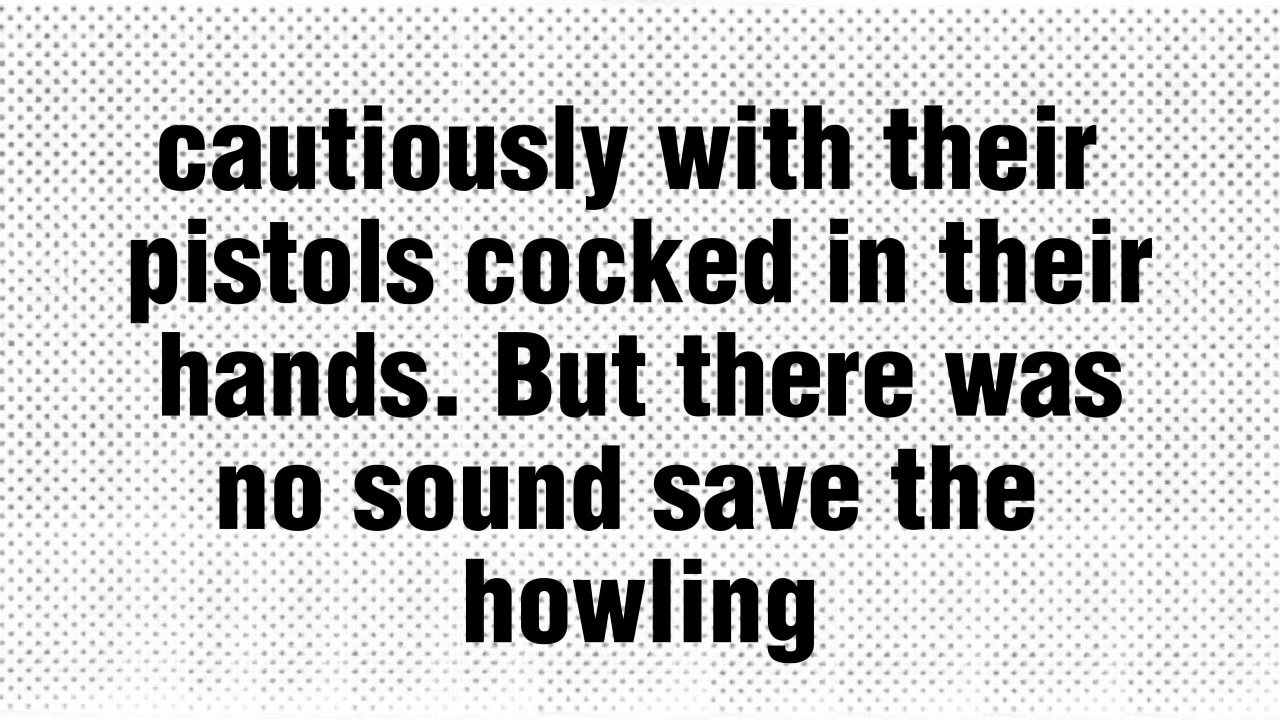 cautiously with their
pistols cocked in their
hands. But there was
no sound save the
howling